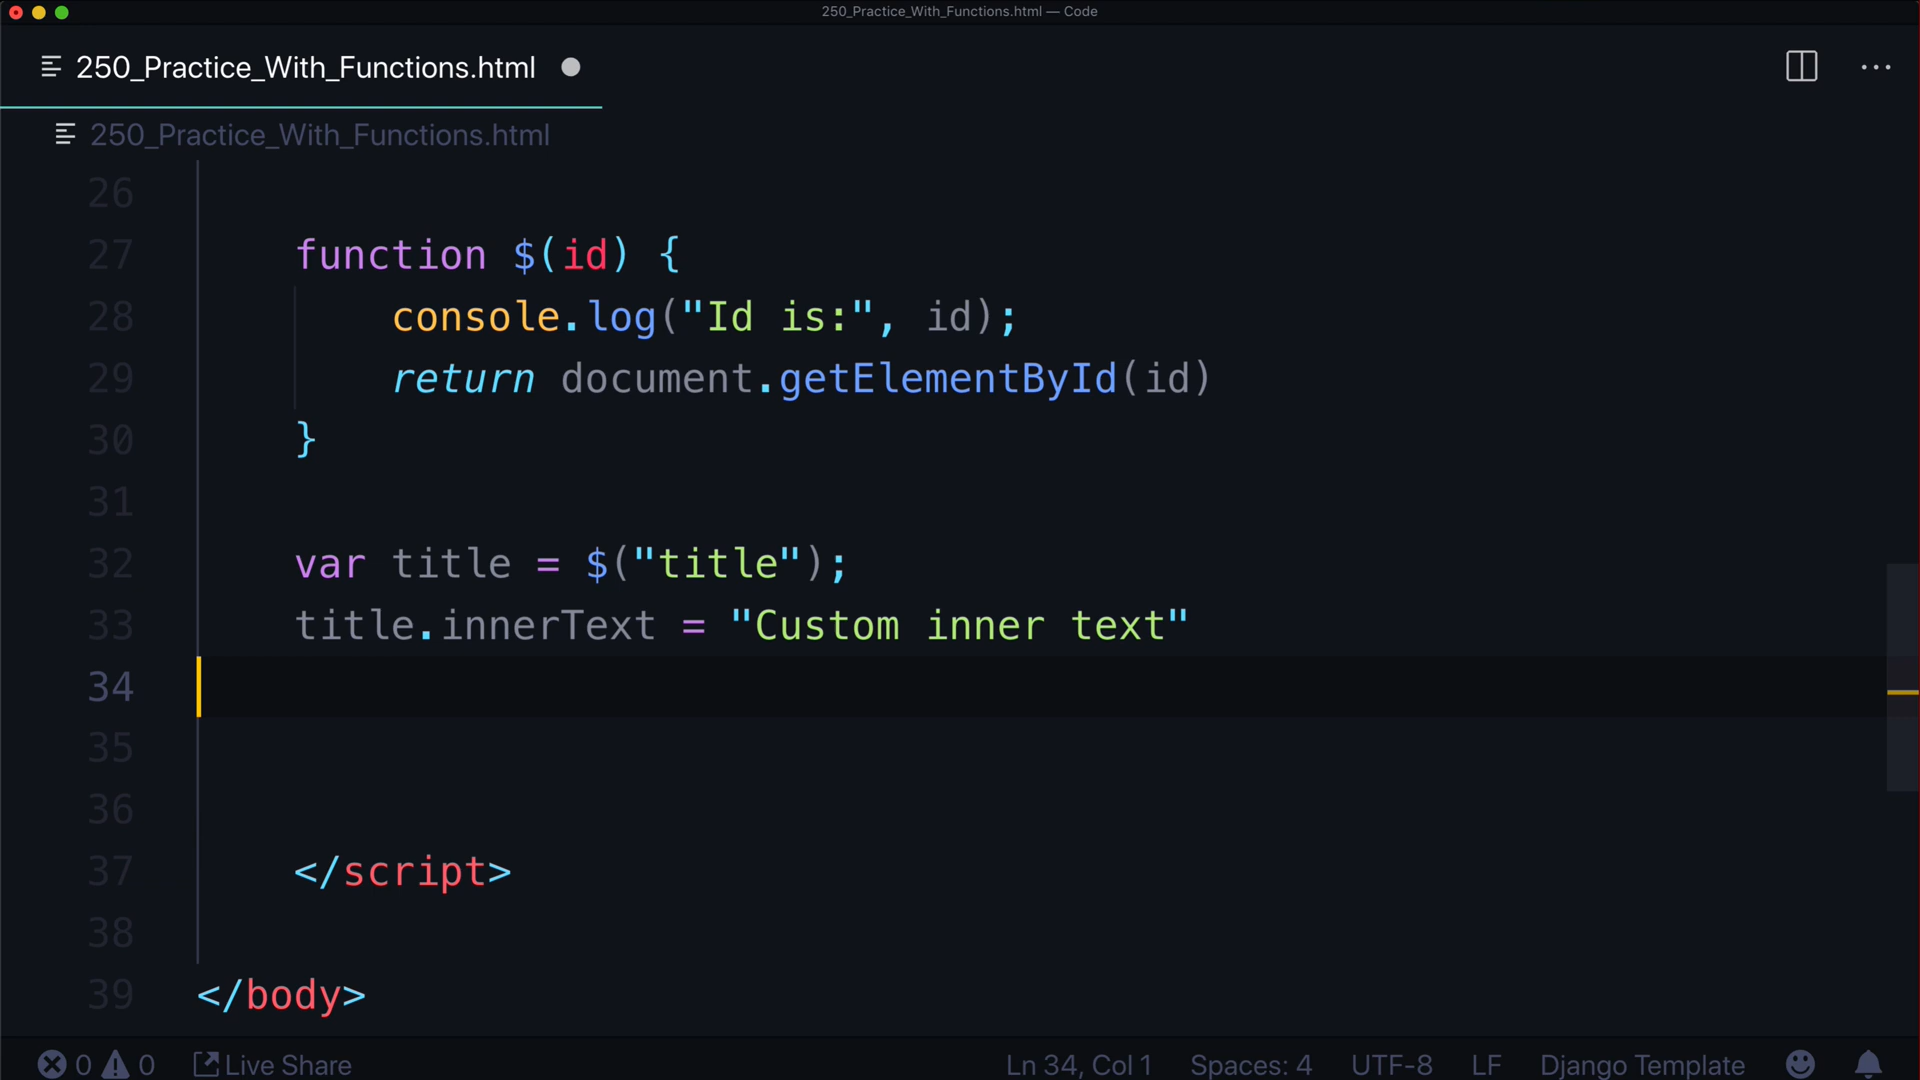 250_Practice_With_Functions.html — Code
250_Practice_With_Functions.html
250_Practice_With_Functions.html
26
27 function $(id) {
28 console.log("Id is:", id);
29 return document.getElementById(id)
30 }
31
32 var title = $("title");
33 title.innerText = "Custom inner text"
34
35
36
37 </script>
38
39 </body>
0 0 Live Share Ln 34, Col 1 Spaces: 4 UTF-8 LF Django Template